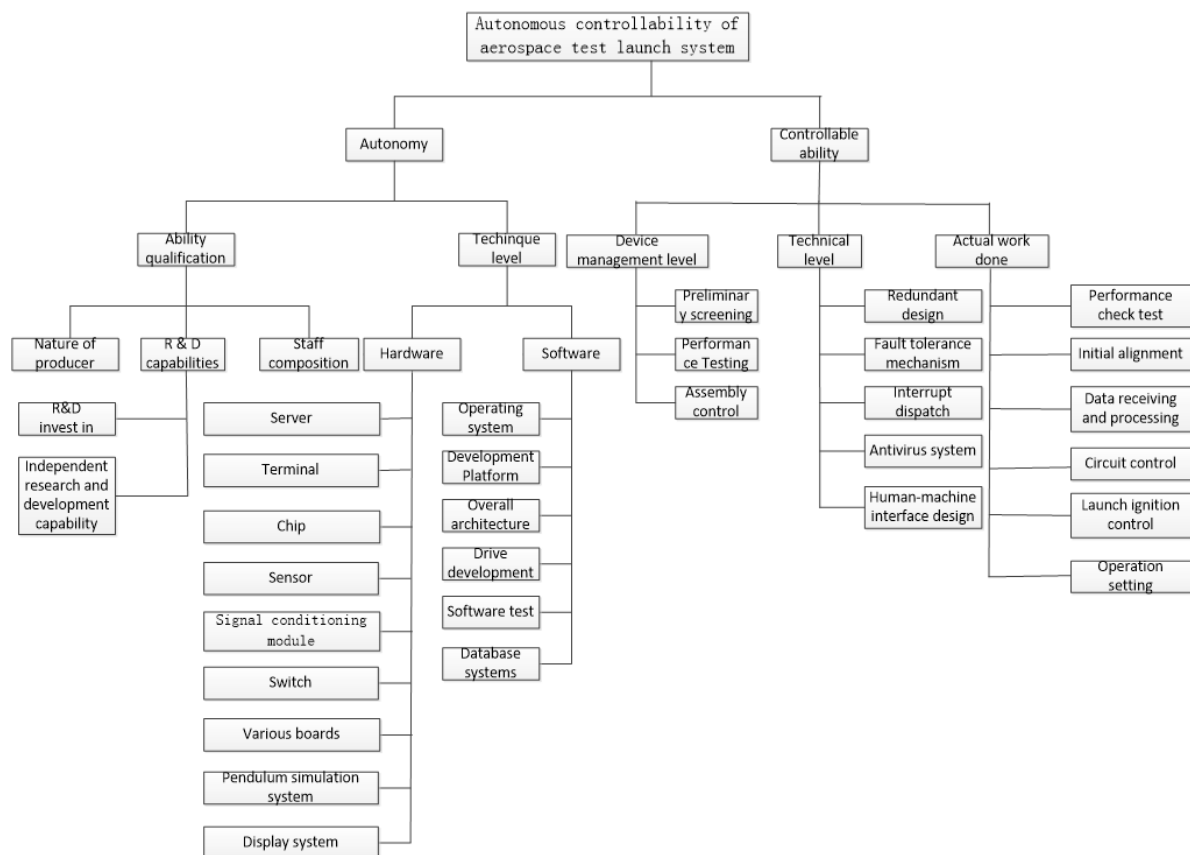 Autonomous controllability of
aerospace test launch system
Autonomy
Controllable
ability
Ability
qualification
Techinque
level
Device
management level
Technical
level
Actual work
done
Nature of
producer
R & D
capabilities
Staff
composition
Hardware
Software
R&D
invest in
Independent
research and
development
capability
Server
Terminal
Chip
Sensor
Signal conditioning
module
Switch
Various boards
Pendulum simulation
system
Display system
Operating
system
Development
Platform
Overall
architecture
Drive
development
Software test
Database
systems
Preliminar
y screening
Performan
ce Testing
Assembly
control
Redundant
design
Fault tolerance
mechanism
Interrupt
dispatch
Antivirus system
Human-machine
interface design
Performance
check test
Initial alignment
Data receiving
and processing
Circuit control
Launch ignition
control
Operation
setting